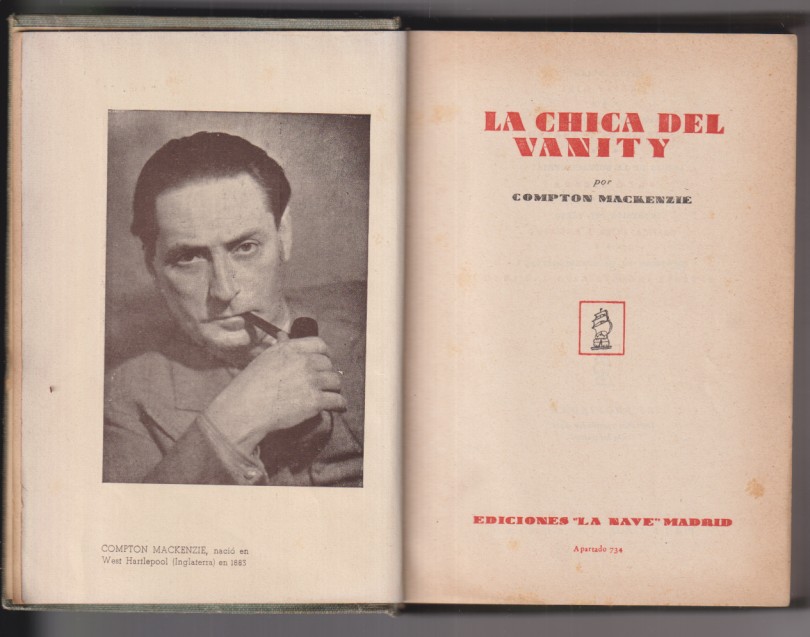 COMPTON MACKENZIE, nació en
West Hartlepool (Inglaterra) en 1883
LA CHICA DEL
VANITY
por
COMPTON MACKENZIE
EDICIONES "LA NAVE" MADRID
Apartado 734